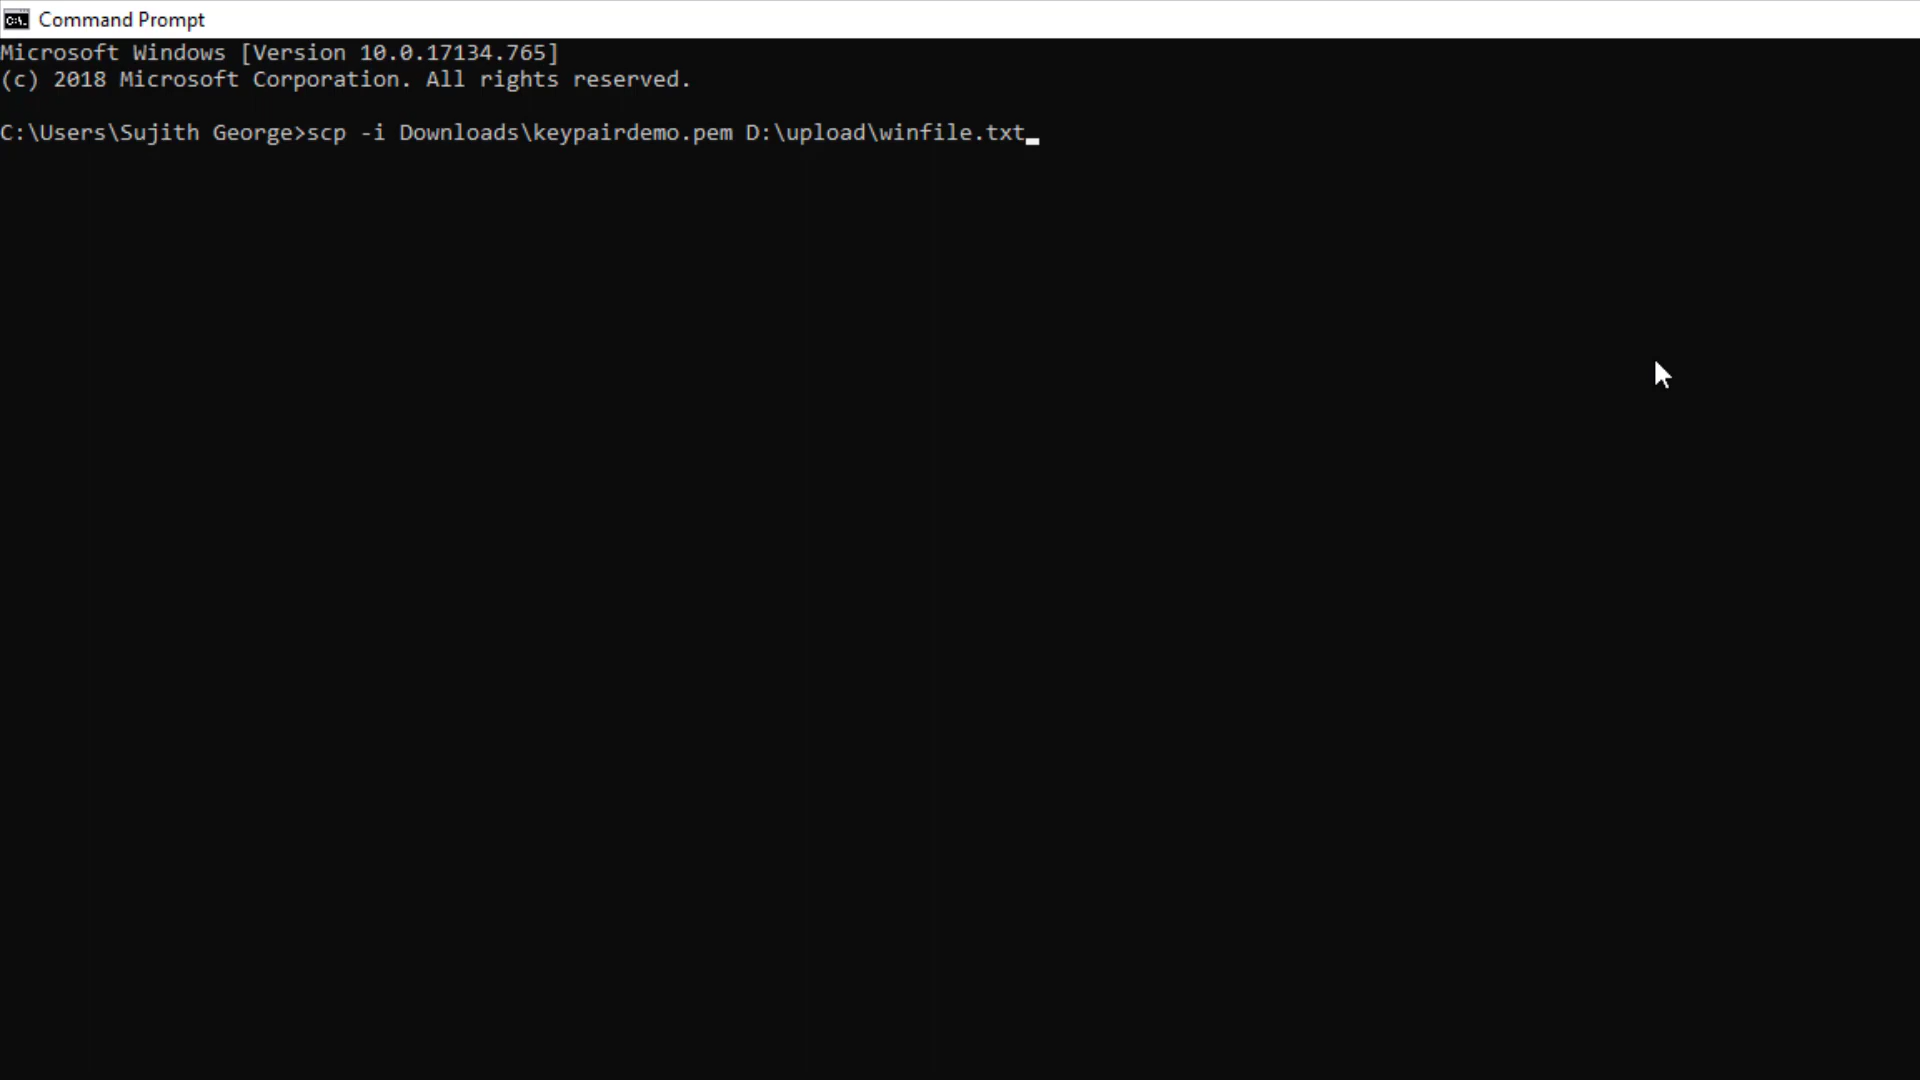 Command Prompt
Microsoft Windows [Version 10.0.17134.765]
(c) 2018 Microsoft Corporation. All rights reserved.
C:\Users\Sujith George>scp -i Downloads\keypairdemo.pem D:\upload\winfile.txt